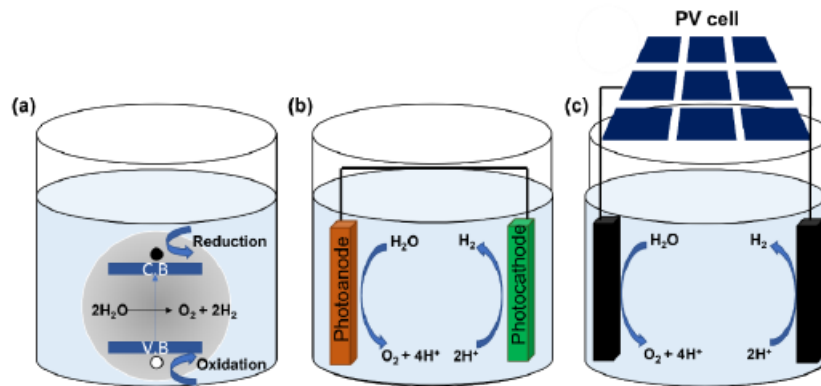 PV cell
(a)
Reduction
C.B
2H₂O → O₂ + 2H₂
V.B
Oxidation
(b)
Photoanode
H₂O
H₂
O₂ + 4H⁺
2H⁺
Photocathode
(c)
H₂O
H₂
O₂ + 4H⁺
2H⁺